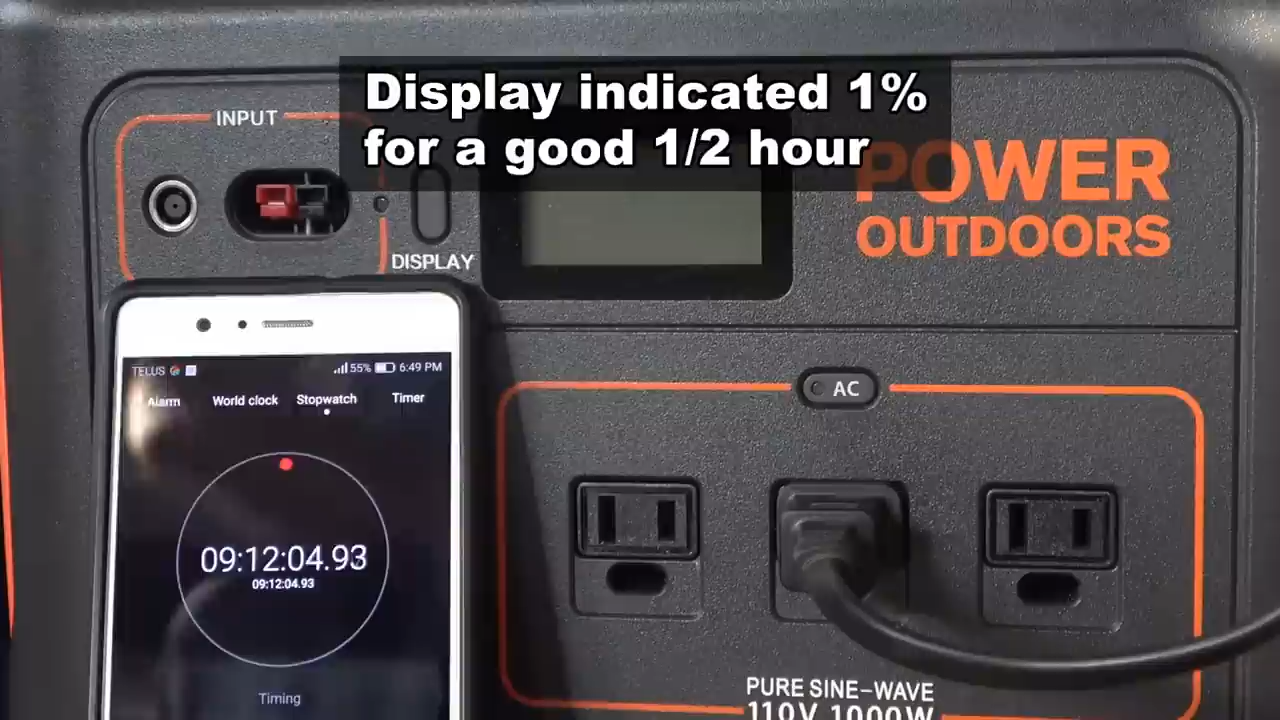 Display indicated 1%
for a good 1/2 hour
INPUT
POWER
OUTDOORS
DISPLAY
TELUS 55% 6:49 PM
Alarm World clock Stopwatch Timer
AC
09:12:04.93
09:12:04.93
Timing
PURE SINE-WAVE
110V 1000W